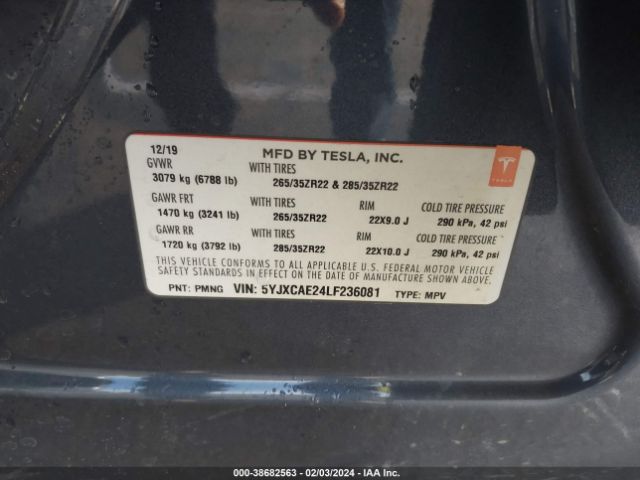 12/19
MFD BY TESLA, INC.
GVWR WITH TIRES
3079 kg (6788 lb) 265/35ZR22 & 285/35ZR22
GAWR FRT WITH TIRES RIM COLD TIRE PRESSURE
1470 kg (3241 lb) 265/35ZR22 22X9.0 J 290 kPa, 42 psi
GAWR RR WITH TIRES RIM COLD TIRE PRESSURE
1720 kg (3792 lb) 285/35ZR22 22X10.0 J 290 kPa, 42 psi
THIS VEHICLE CONFORMS TO ALL APPLICABLE U.S. FEDERAL MOTOR VEHICLE
SAFETY STANDARDS IN EFFECT ON THE DATE OF MANUFACTURE SHOWN ABOVE.
PNT: PMNG VIN: 5YJXCAE24LF236081 TYPE: MPV
TESLA
000-38682563 - 02/03/2024 - IAA Inc.